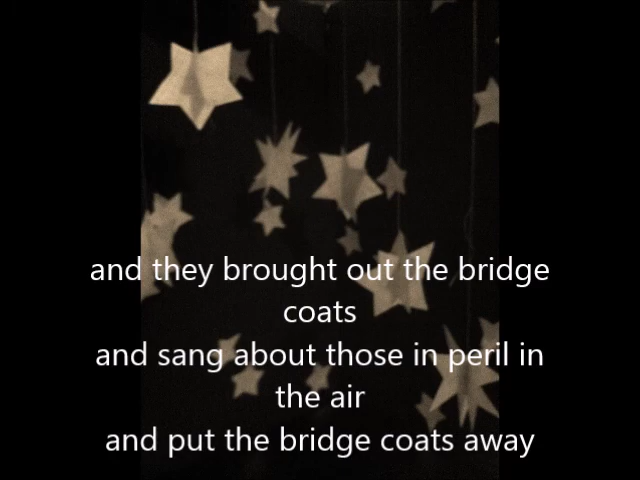 and they brought out the bridge
coats
and sang about those in peril in
the air
and put the bridge coats away